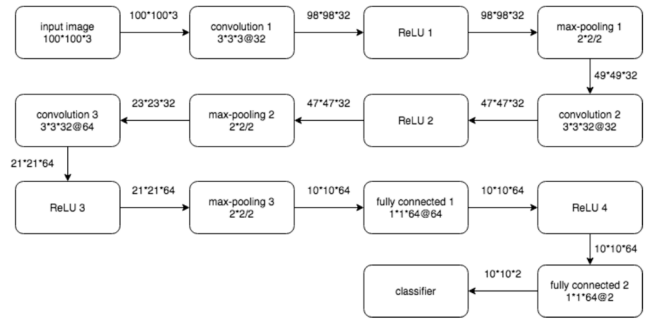 input image
100*100*3
100*100*3
convolution 1
3*3*3@32
98*98*32
ReLU 1
98*98*32
max-pooling 1
2*2/2
49*49*32
convolution 2
3*3*32@32
47*47*32
ReLU 2
47*47*32
max-pooling 2
2*2/2
23*23*32
convolution 3
3*3*32@64
21*21*64
ReLU 3
21*21*64
max-pooling 3
2*2/2
10*10*64
fully connected 1
1*1*64@64
10*10*64
ReLU 4
10*10*64
fully connected 2
1*1*64@2
10*10*2
classifier